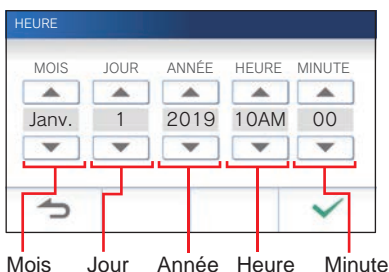 HEURE
MOIS JOUR ANNÉE HEURE MINUTE
Janv. 1 2019 10AM 00
Mois Jour Année Heure Minute